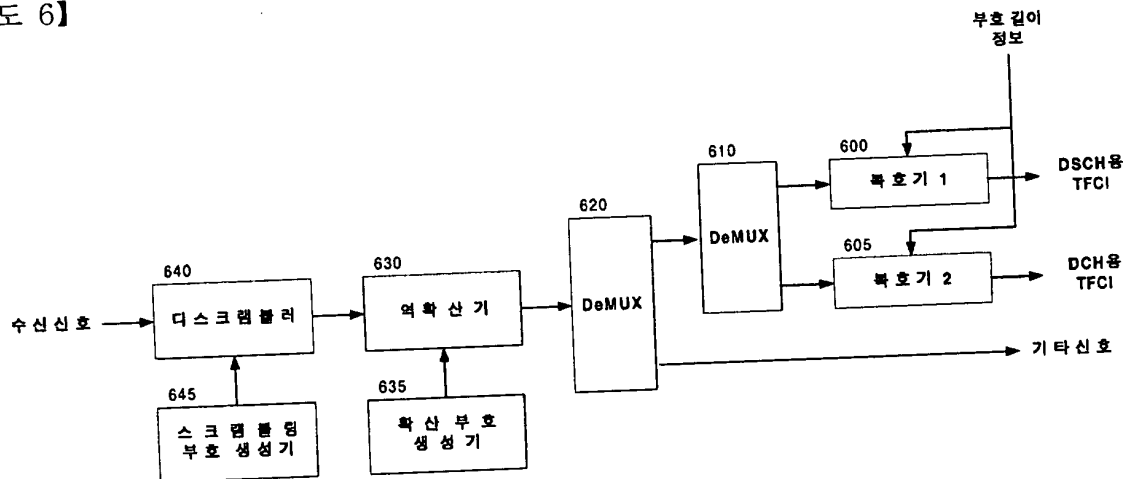 도 6】
부호 길이
정보
610
600
복호기 1
DSCH용
TFCI
620
DeMUX
605
복호기 2
DCH용
TFCI
640
630
디스크램블러
역확산기
DeMUX
수신신호
기타신호
645
635
스크램블링
부호 생성기
확산 부호
생성기